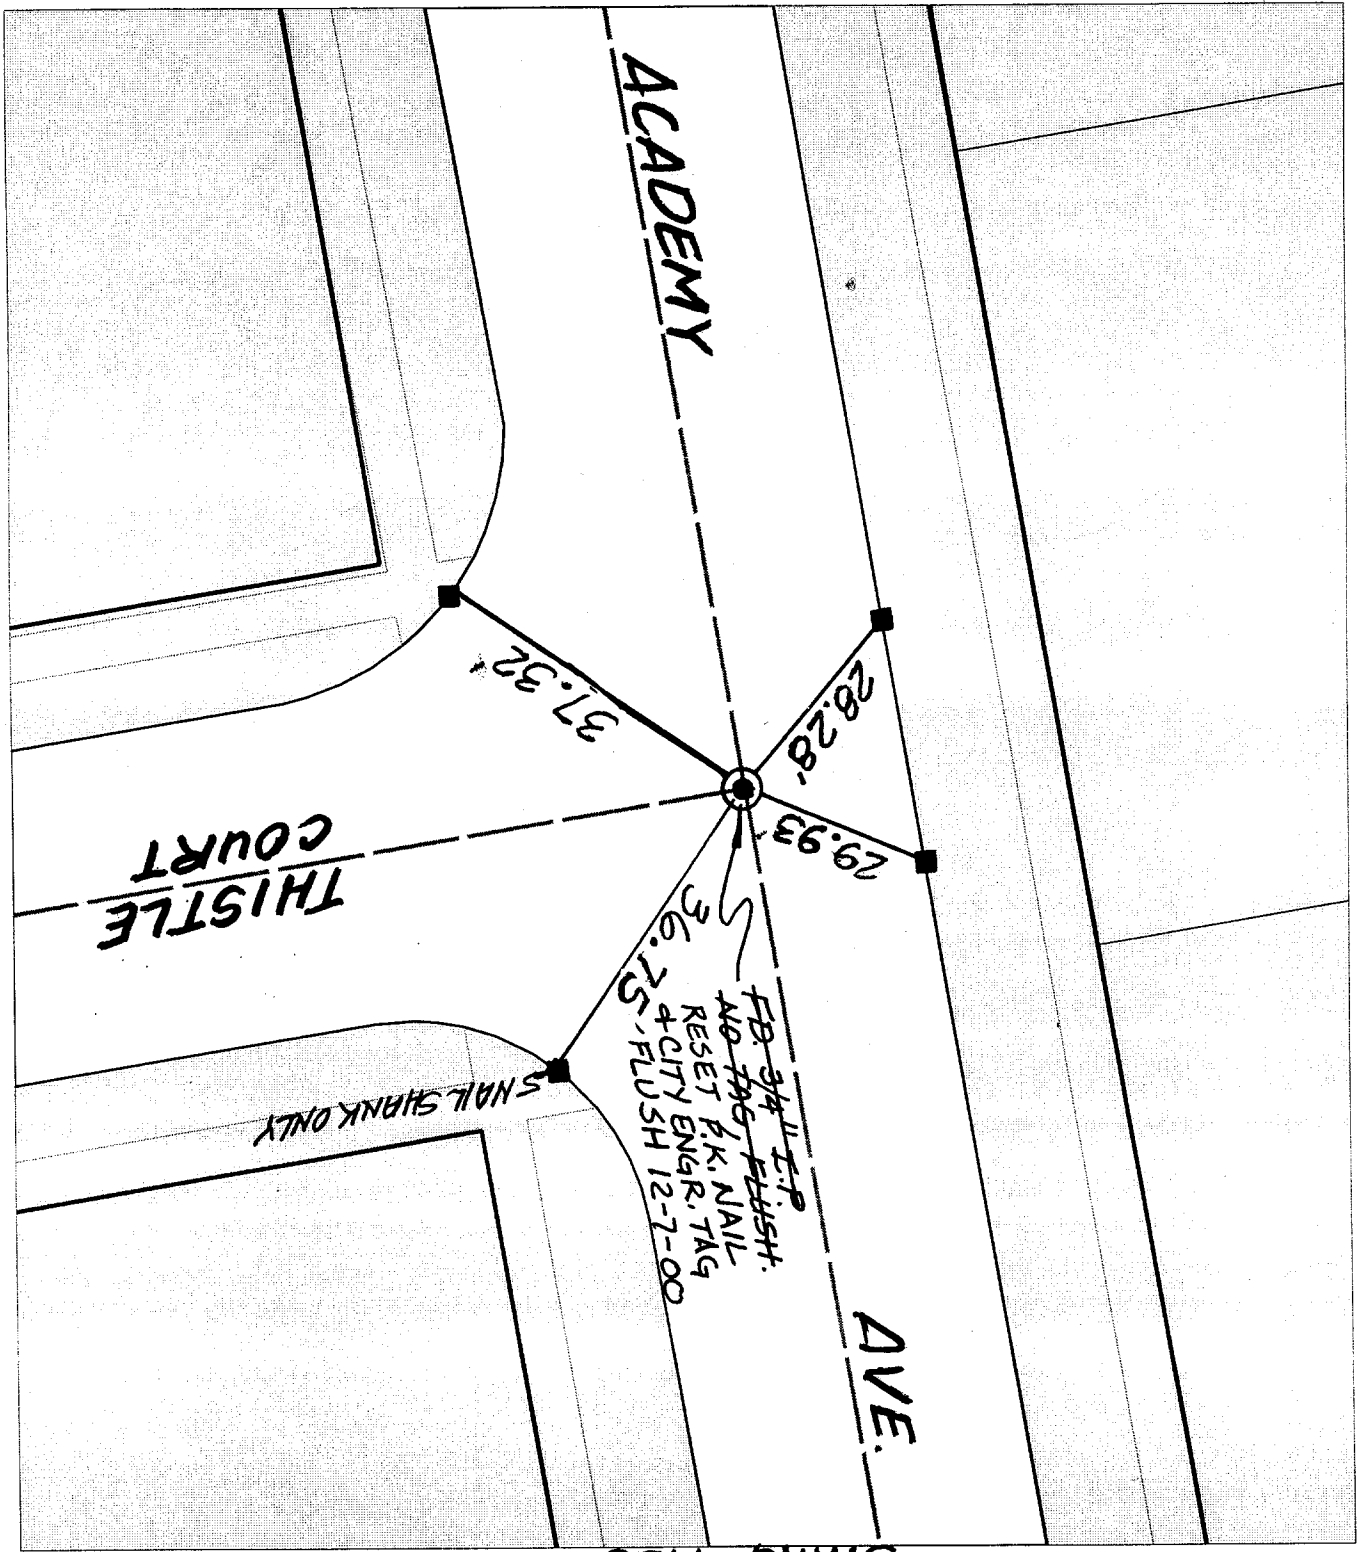 ACADEMY
AVE.
THISTLE
COURT
37.32'
28.28'
29.93
36.75'
FD. 3/4" I.P
NO TAG, FLUSH.
RESET P.K. NAIL
& CITY ENGR. TAG
FLUSH 12-7-00
NAIL SHANK ONLY